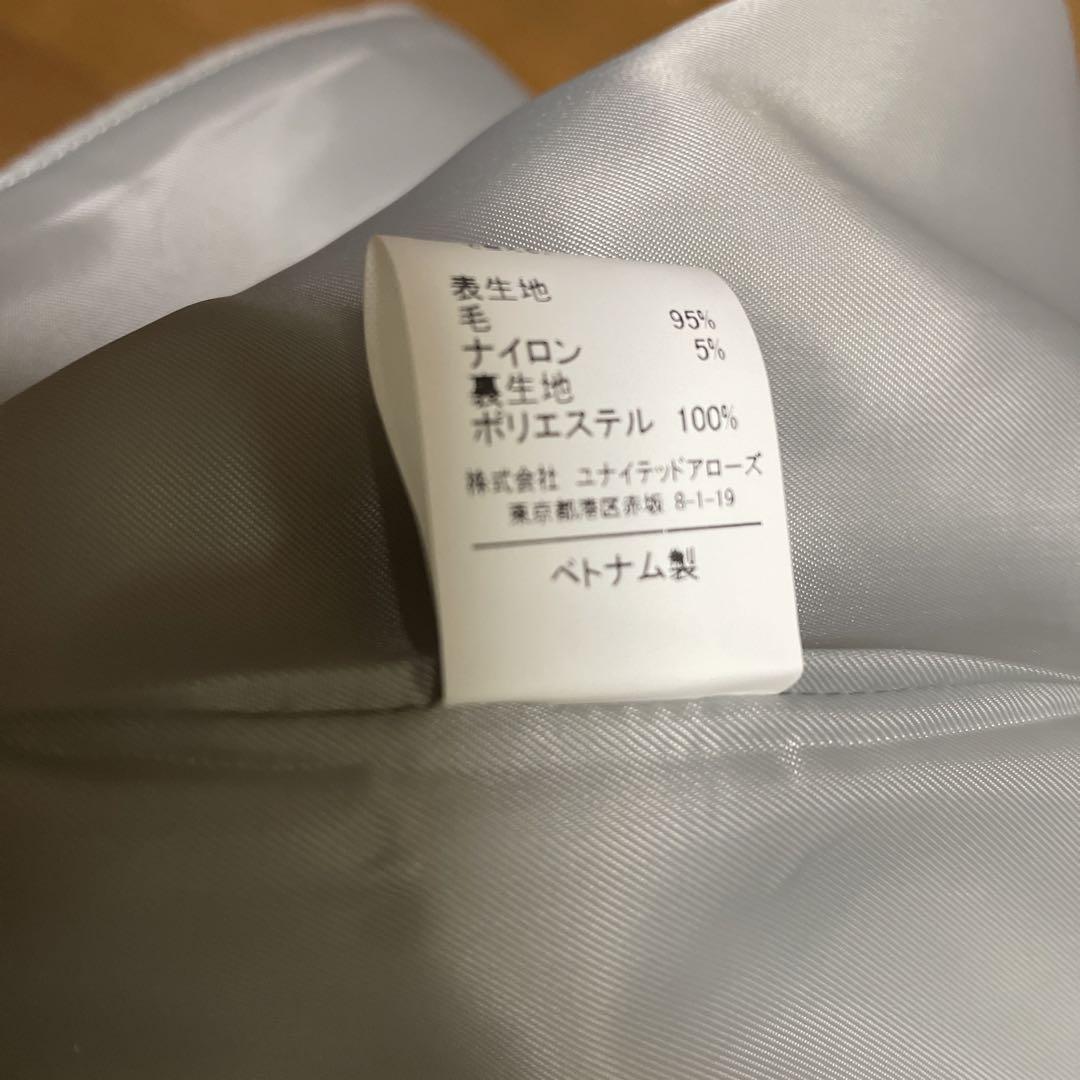 表生地
毛 95%
ナイロン 5%
裏生地
ポリエステル 100%
株式会社 ユナイテッドアローズ
東京都港区赤坂 8-1-19
ベトナム製